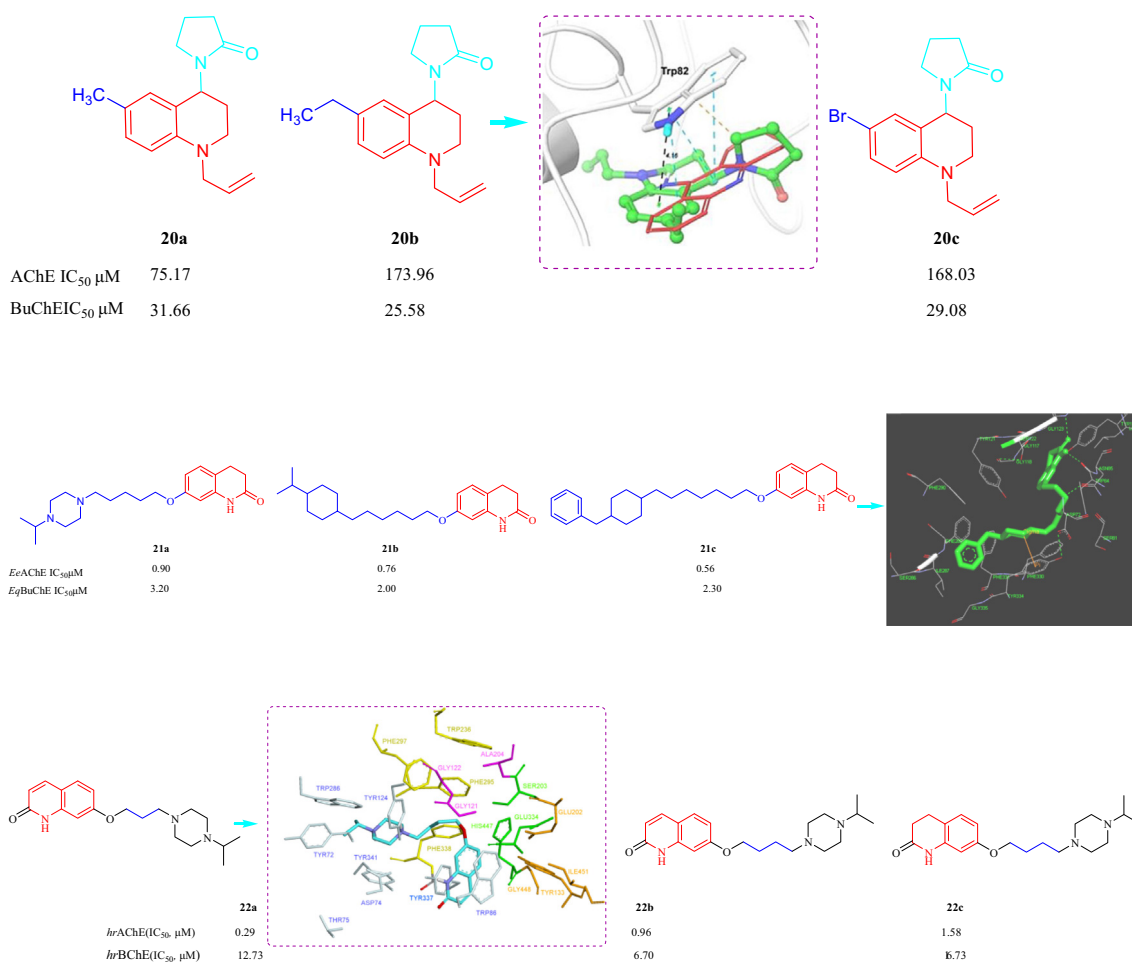 N
O
H₃C
N
20a
N
O
H₃C
N
20b
Trp82
N
O
Br
N
20c
AChE IC₅₀ μM 75.17 173.96 168.03
BuChEIC₅₀ μM 31.66 25.58 29.08
N
N
O
N
H
O
21a
O
N
H
O
21b
O
N
H
O
21c
EeAChE IC₅₀μM 0.90 0.76 0.56
EqBuChE IC₅₀μM 3.20 2.00 2.30
O
N
H
O
N
N
22a
TRP236
PHE297
ALA204
GLY122
TRP286
PHE295
SER203
TYR124
GLY121
GLU202
HIS447
GLU334
TYR72
PHE338
TYR341
ILE451
GLY448
TYR133
ASP74
TYR337
TRP86
THR75
O
N
H
O
N
N
22b
O
N
H
O
N
N
22c
hrAChE(IC₅₀, μM) 0.29 0.96 1.58
hrBChE(IC₅₀, μM) 12.73 6.70 16.73